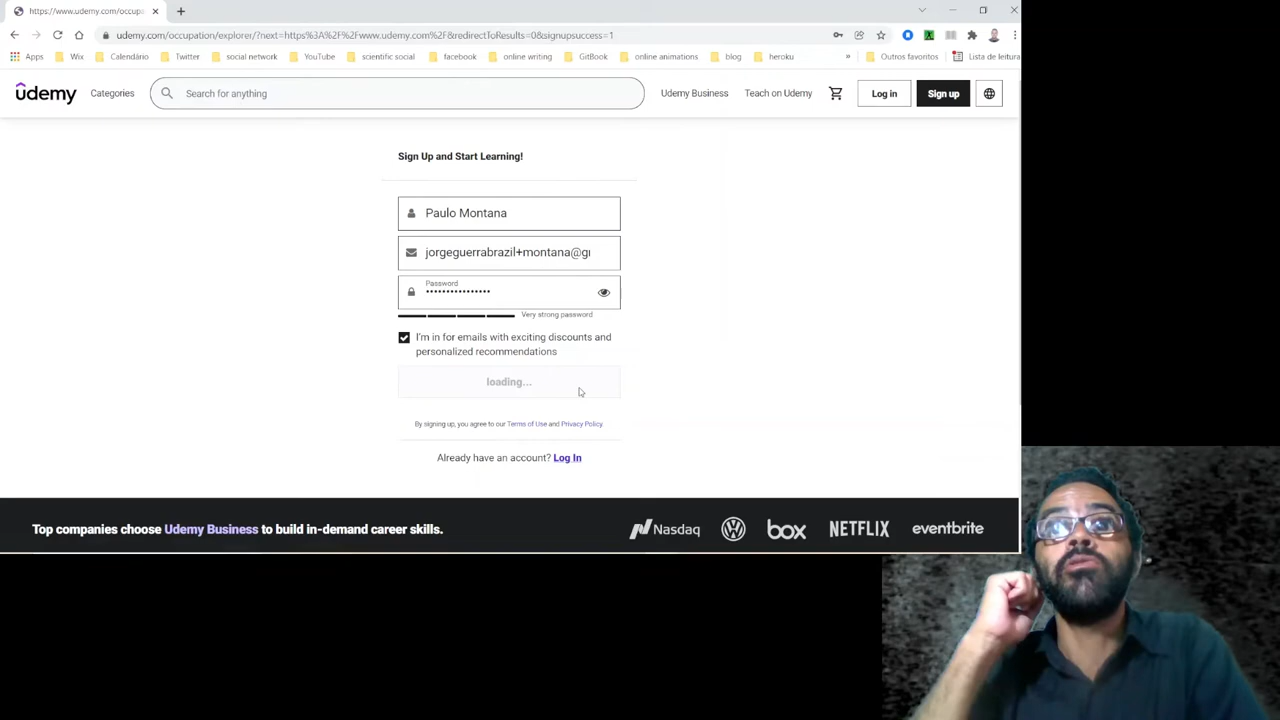 https://www.udemy.com/occupa
udemy.com/occupation/explorer/?next=https%3A%2F%2Fwww.udemy.com%2F&redirectToResults=0&signupsuccess=1
Apps Wix Calendário Twitter social network YouTube scientific social facebook online writing GitBook online animations blog heroku » Outros favoritos Lista de leitura
udemy Categories Search for anything Udemy Business Teach on Udemy Log in Sign up
Sign Up and Start Learning!
Paulo Montana
jorgeguerrabrazil+montana@g
Password
••••••••••••••••
Very strong password
I'm in for emails with exciting discounts and
personalized recommendations
loading...
By signing up, you agree to our Terms of Use and Privacy Policy.
Already have an account? Log In
Top companies choose Udemy Business to build in-demand career skills. Nasdaq box NETFLIX eventbrite